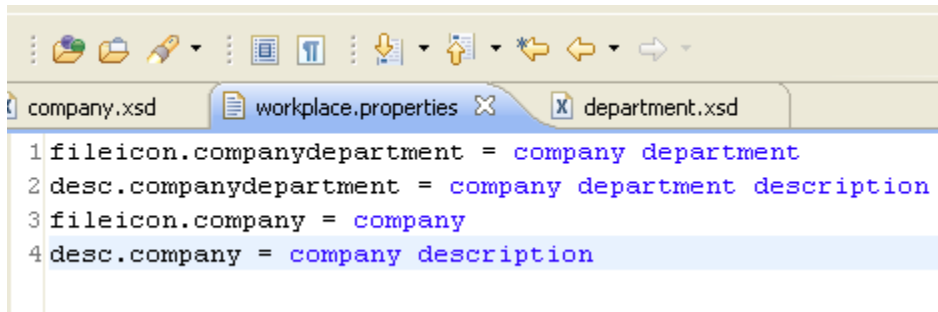 company.xsd workplace.properties department.xsd
1 fileicon.companydepartment = company department
2 desc.companydepartment = company department description
3 fileicon.company = company
4 desc.company = company description